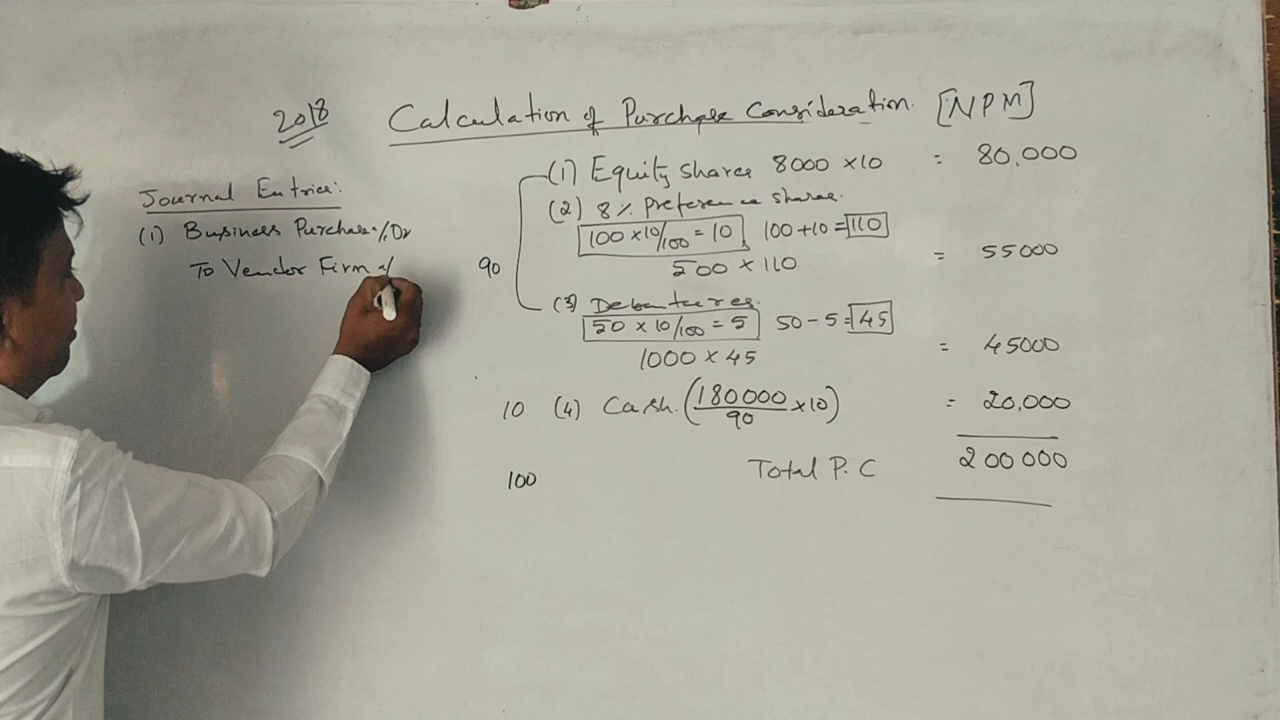 2018
Calculation of Purchase Consideration. [NPM]
Journal Entries:
(1) Business Purchase a/c Dr
To Vendor Firm a/
(1) Equity Shares 8000 × 10 = 80,000
(2) 8% Preference shares.
100 × 10/100 = 10 100 + 10 = 110
500 × 110 = 55000
90
(3) Debentures.
50 × 10/100 = 5 50 - 5 = 45
1000 × 45 = 45000
10 (4) Cash. (180000/90 × 10) = 20,000
100 Total P.C 200000